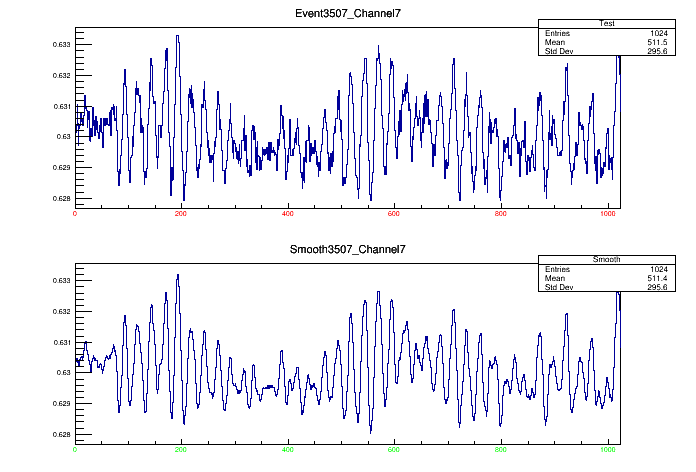 Event3507_Channel7
Test
Entries 1024
Mean 511.5
Std Dev 295.6
0.633
0.632
0.631
0.63
0.629
0.628
0 200 400 600 800 1000
Smooth3507_Channel7
Smooth
Entries 1024
Mean 511.4
Std Dev 295.6
0.633
0.632
0.631
0.63
0.629
0.628
0 200 400 600 800 1000